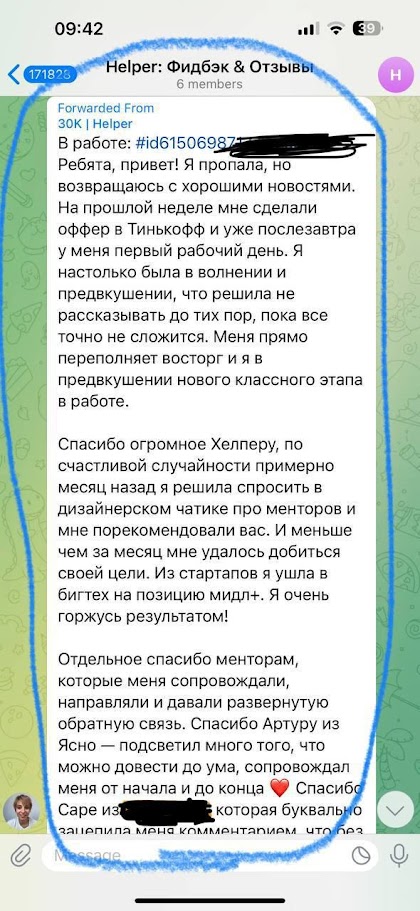 09:42
39
171828
Helper: Фидбэк & Отзывы
6 members
H
Forwarded From
30K | Helper
В работе: #id61506987
Ребята, привет! Я пропала, но
возвращаюсь с хорошими новостями.
На прошлой неделе мне сделали
оффер в Тинькофф и уже послезавтра
у меня первый рабочий день. Я
настолько была в волнении и
предвкушении, что решила не
рассказывать до тех пор, пока все
точно не сложится. Меня прямо
переполняет восторг и я в
предвкушении нового классного этапа
в работе.
Спасибо огромное Хелперу, по
счастливой случайности примерно
месяц назад я решила спросить в
дизайнерском чатике про менторов и
мне порекомендовали вас. И меньше
чем за месяц мне удалось добиться
своей цели. Из стартапов я ушла в
бигтех на позицию мидл+. Я очень
горжусь результатом!
Отдельное спасибо менторам,
которые меня сопровождали,
направляли и давали развернутую
обратную связь. Спасибо Артуру из
Ясно — подсветил много того, что
можно довести до ума, сопровождал
меня от начала и до конца ❤️ Спасибо
Саре из которая буквально
зацепила меня комментарием, что без
Message